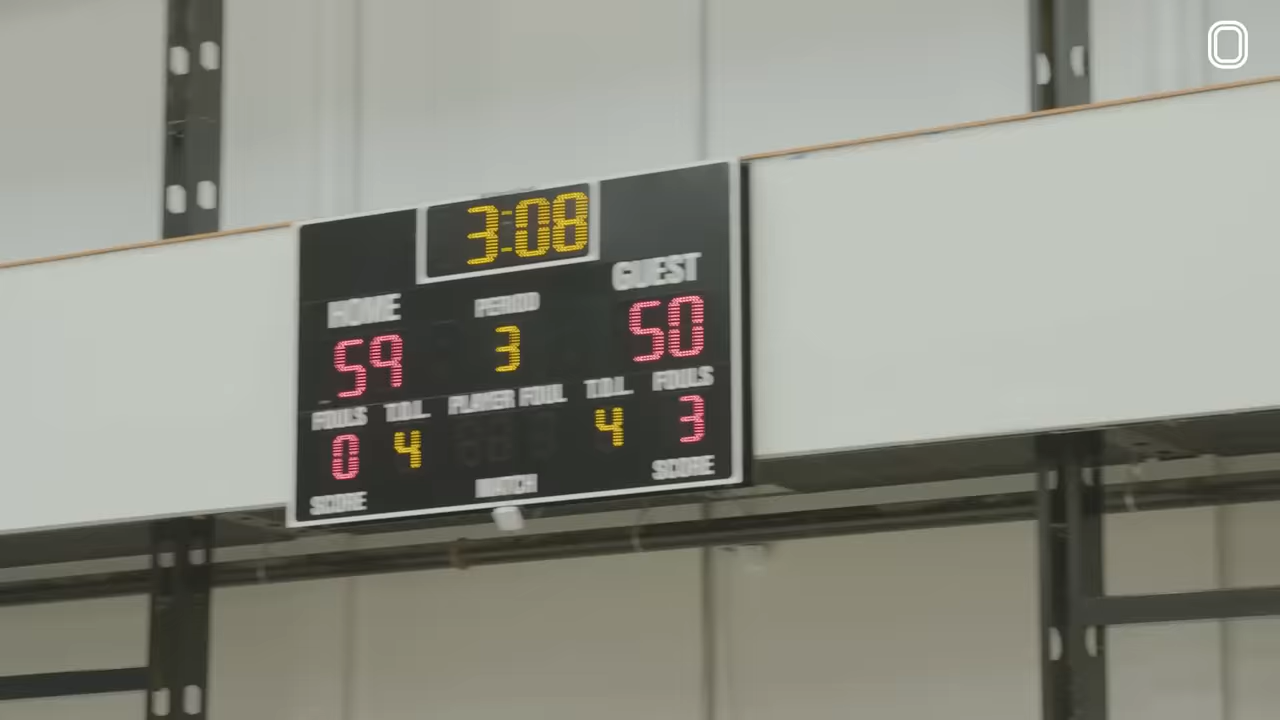 3:08
HOME PERIOD GUEST
59 3 50
FOULS T.O.L. PLAYER FOUL T.O.L. FOULS
0 4 4 3
SCORE MATCH SCORE